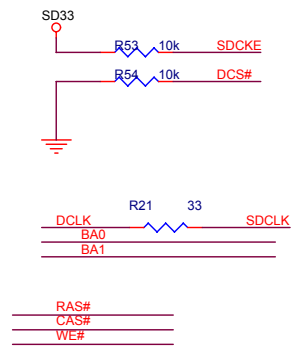 SD33
R53 10k SDCKE
R54 10k DCS#
R21 33
DCLK SDCLK
BA0
BA1
RAS#
CAS#
WE#